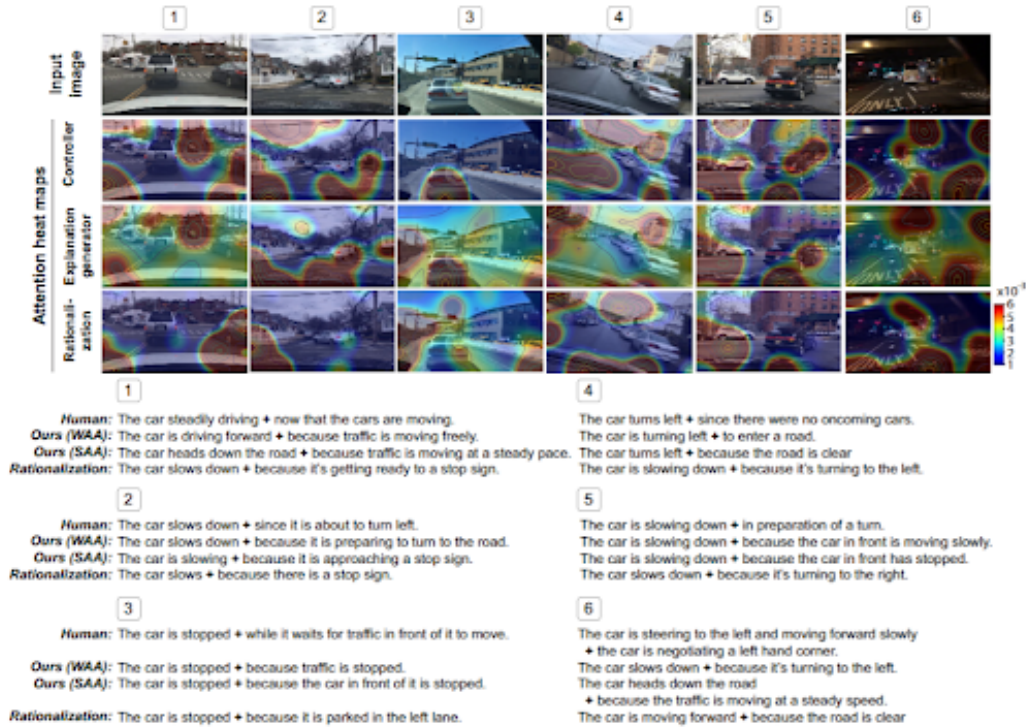 1 2 3 4 5 6
Input image
Attention heat maps
Controller
Explanation generator
Rationali-zation
ONLY
ONLY
ONLY
ONLY
x10⁻³
6
5
4
3
2
1
1
Human: The car steadily driving + now that the cars are moving.
Ours (WAA): The car is driving forward + because traffic is moving freely.
Ours (SAA): The car heads down the road + because traffic is moving at a steady pace.
Rationalization: The car slows down + because it's getting ready to a stop sign.
4
The car turns left + since there were no oncoming cars.
The car is turning left + to enter a road.
The car turns left + because the road is clear
The car is slowing down + because it's turning to the left.
2
Human: The car slows down + since it is about to turn left.
Ours (WAA): The car slows down + because it is preparing to turn to the road.
Ours (SAA): The car is slowing + because it is approaching a stop sign.
Rationalization: The car slows + because there is a stop sign.
5
The car is slowing down + in preparation of a turn.
The car is slowing down + because the car in front is moving slowly.
The car is slowing down + because the car in front has stopped.
The car slows down + because it's turning to the right.
3
Human: The car is stopped + while it waits for traffic in front of it to move.
Ours (WAA): The car is stopped + because traffic is stopped.
Ours (SAA): The car is stopped + because the car in front of it is stopped.
Rationalization: The car is stopped + because it is parked in the left lane.
6
The car is steering to the left and moving forward slowly
+ the car is negotiating a left hand corner.
The car slows down + because it's turning to the left.
The car heads down the road
+ because the traffic is moving at a steady speed.
The car is moving forward + because the road is clear